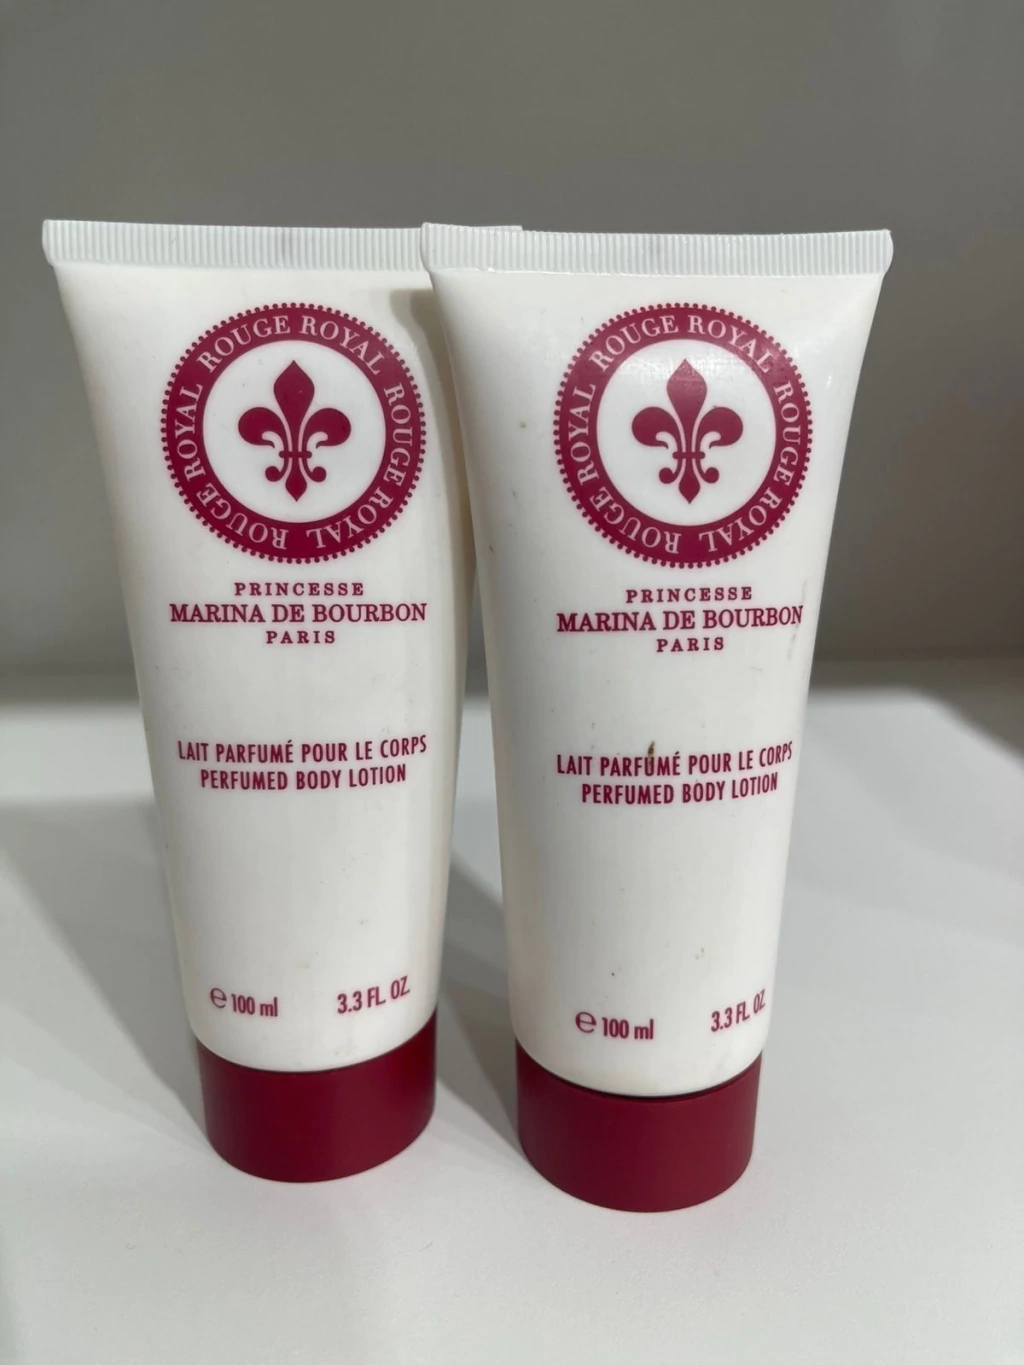 ROUGE ROYAL ROUGE ROYAL ROUGE ROYAL
PRINCESSE
MARINA DE BOURBON
PARIS
LAIT PARFUMÉ POUR LE CORPS
PERFUMED BODY LOTION
℮ 100 ml 3.3 FL. OZ.
ROUGE ROYAL ROUGE ROYAL ROUGE ROYAL
PRINCESSE
MARINA DE BOURBON
PARIS
LAIT PARFUMÉ POUR LE CORPS
PERFUMED BODY LOTION
℮ 100 ml 3.3 FL. OZ.